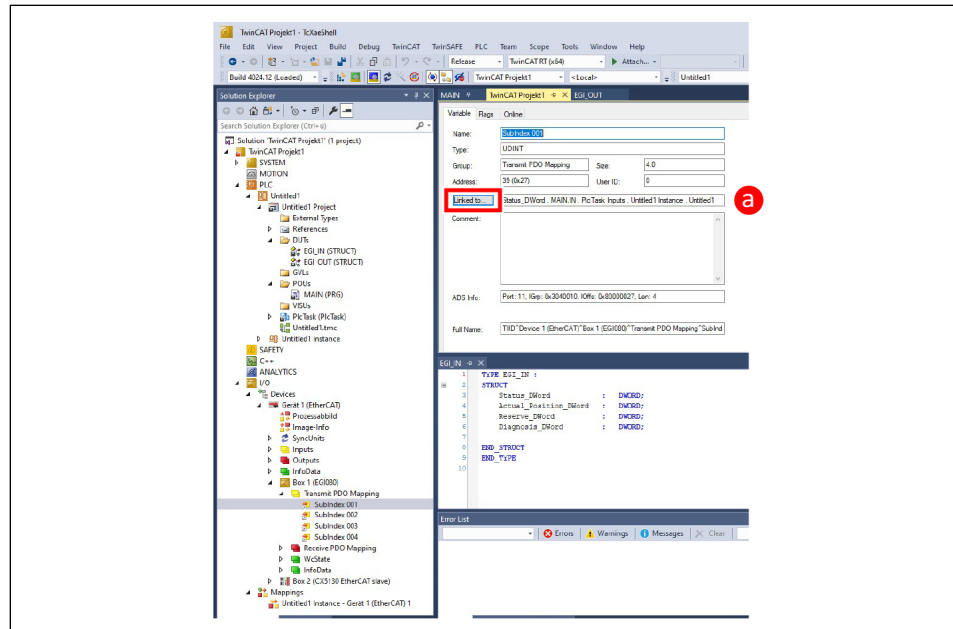 TwinCAT Projekt1 - TcXaeShell
File Edit View Project Build Debug TwinCAT TwinSAFE PLC Team Scope Tools Window Help
Release TwinCAT RT (x64) Attach...
Build 4024.12 (Loaded) TwinCAT Projekt1 <Local> Untitled1
Solution Explorer
Search Solution Explorer (Ctrl+ü)
Solution 'TwinCAT Projekt1' (1 project)
TwinCAT Projekt1
SYSTEM
MOTION
PLC
Untitled1
Untitled1 Project
External Types
References
DUTs
EGI_IN (STRUCT)
EGI OUT (STRUCT)
GVLs
POUs
MAIN (PRG)
VISUs
PlcTask (PlcTask)
Untitled1.tmc
Untitled1 Instance
SAFETY
C++
ANALYTICS
I/O
Devices
Gerät 1 (EtherCAT)
Prozessabbild
Image-Info
SyncUnits
Inputs
Outputs
InfoData
Box 1 (EGI080)
Transmit PDO Mapping
SubIndex 001
SubIndex 002
SubIndex 003
SubIndex 004
Receive PDO Mapping
WcState
InfoData
Box 2 (CX5130 EtherCAT slave)
Mappings
Untitled1 Instance - Gerät 1 (EtherCAT) 1
MAIN TwinCAT Projekt1 EGI_OUT
Variable Flags Online
Name: SubIndex 001
Type: UDINT
Group: Transmit PDO Mapping Size: 4.0
Address: 39 (0x27) User ID: 0
Linked to... Status_DWord . MAIN.IN . PlcTask Inputs . Untitled1 Instance . Untitled1
a
Comment:
ADS Info: Port: 11, IGrp: 0x3040010, IOffs: 0x80000027, Len: 4
Full Name: TIID^Device 1 (EtherCAT)^Box 1 (EGI080)^Transmit PDO Mapping^SubInd
EGI_IN
1 TYPE EGI_IN :
2 STRUCT
3 Status_DWord : DWORD;
4 Actual_Position_DWord : DWORD;
5 Reserve_DWord : DWORD;
6 Diagnosis_DWord : DWORD;
7
8 END_STRUCT
9 END_TYPE
10
Error List
Errors Warnings Messages Clear